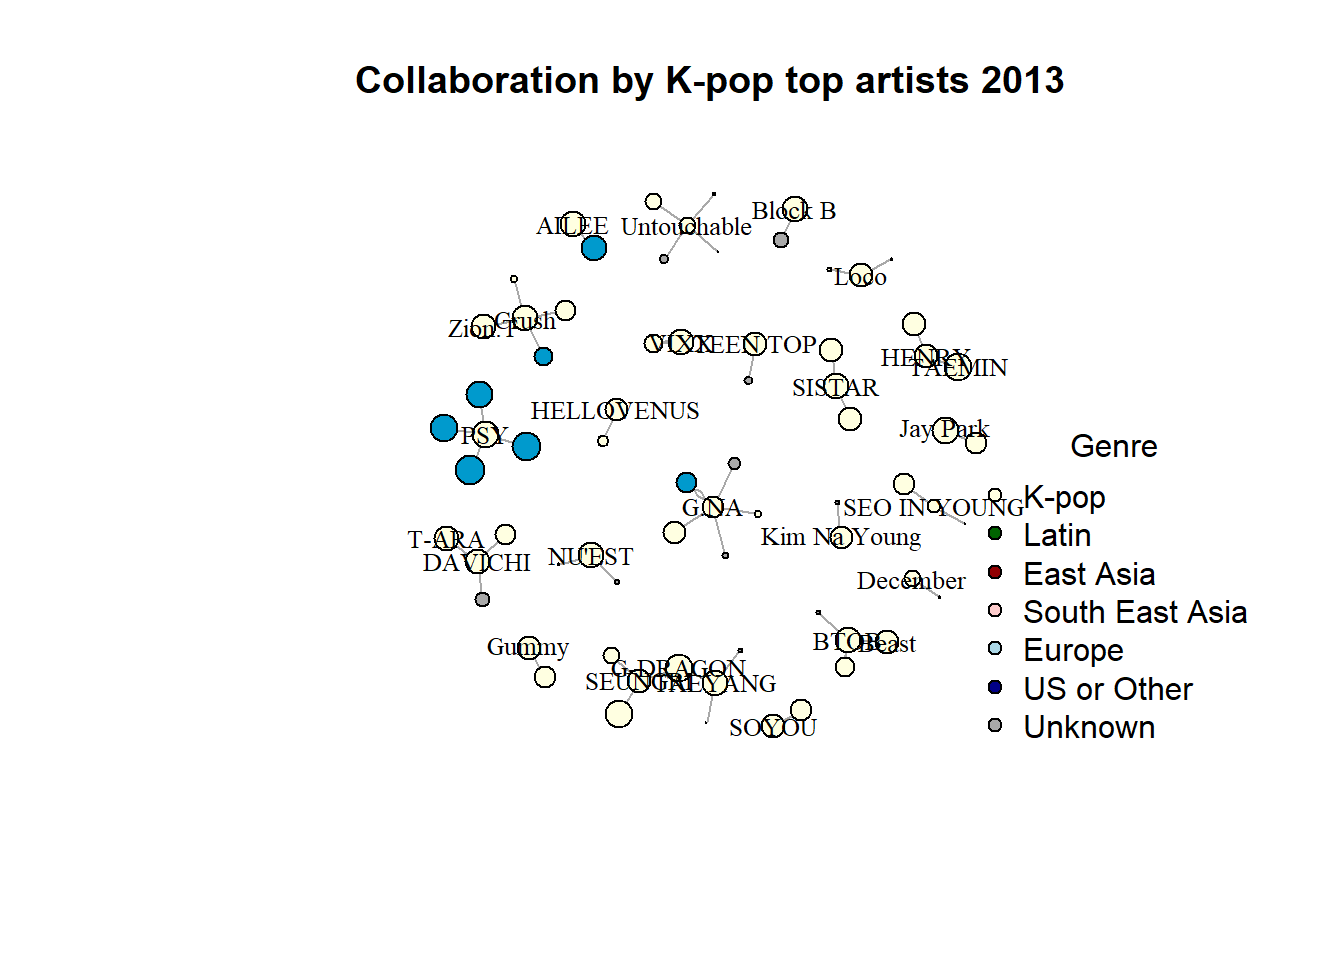 Collaboration by K-pop top artists 2013
AILEE
Untouchable
Block B
Loco
Zion.T
Crush
VIXX
TEEN TOP
HENRY
TAEMIN
SISTAR
HELLOVENUS
PSY
Jay Park
G.NA
SEO IN YOUNG
Kim Na Young
T-ARA
DAVICHI
NU'EST
December
Gummy
BTOB
Beast
G-DRAGON
SEUNGRI
TAEYANG
SOYOU
Genre
K-pop
Latin
East Asia
South East Asia
Europe
US or Other
Unknown